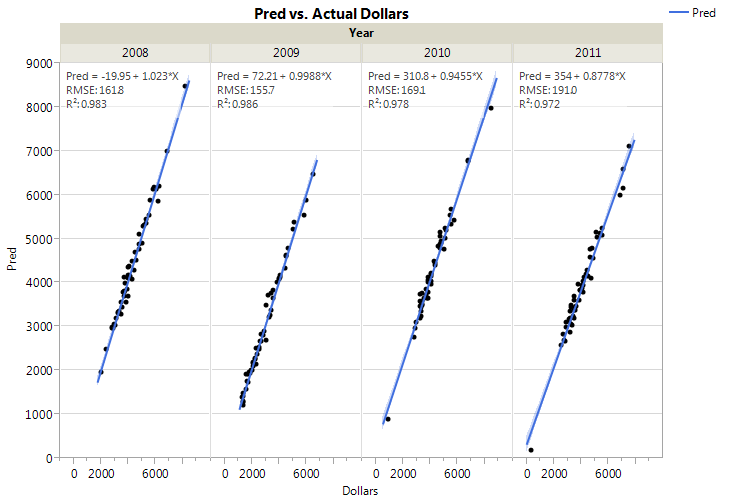 Pred vs. Actual Dollars
Pred
Year
2008 2009 2010 2011
Pred = -19.95 + 1.023*X
RMSE: 161.8
R²: 0.983
Pred = 72.21 + 0.9988*X
RMSE: 155.7
R²: 0.986
Pred = 310.8 + 0.9455*X
RMSE: 169.1
R²: 0.978
Pred = 354 + 0.8778*X
RMSE: 191.0
R²: 0.972
9000
8000
7000
6000
5000
4000
3000
2000
1000
0
Pred
0 2000 6000 0 2000 6000 0 2000 6000 0 2000 6000
Dollars